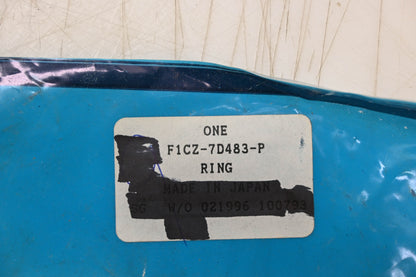 ONE
F1CZ-7D483-P
RING
MADE IN JAPAN
G W/O 021996 100793